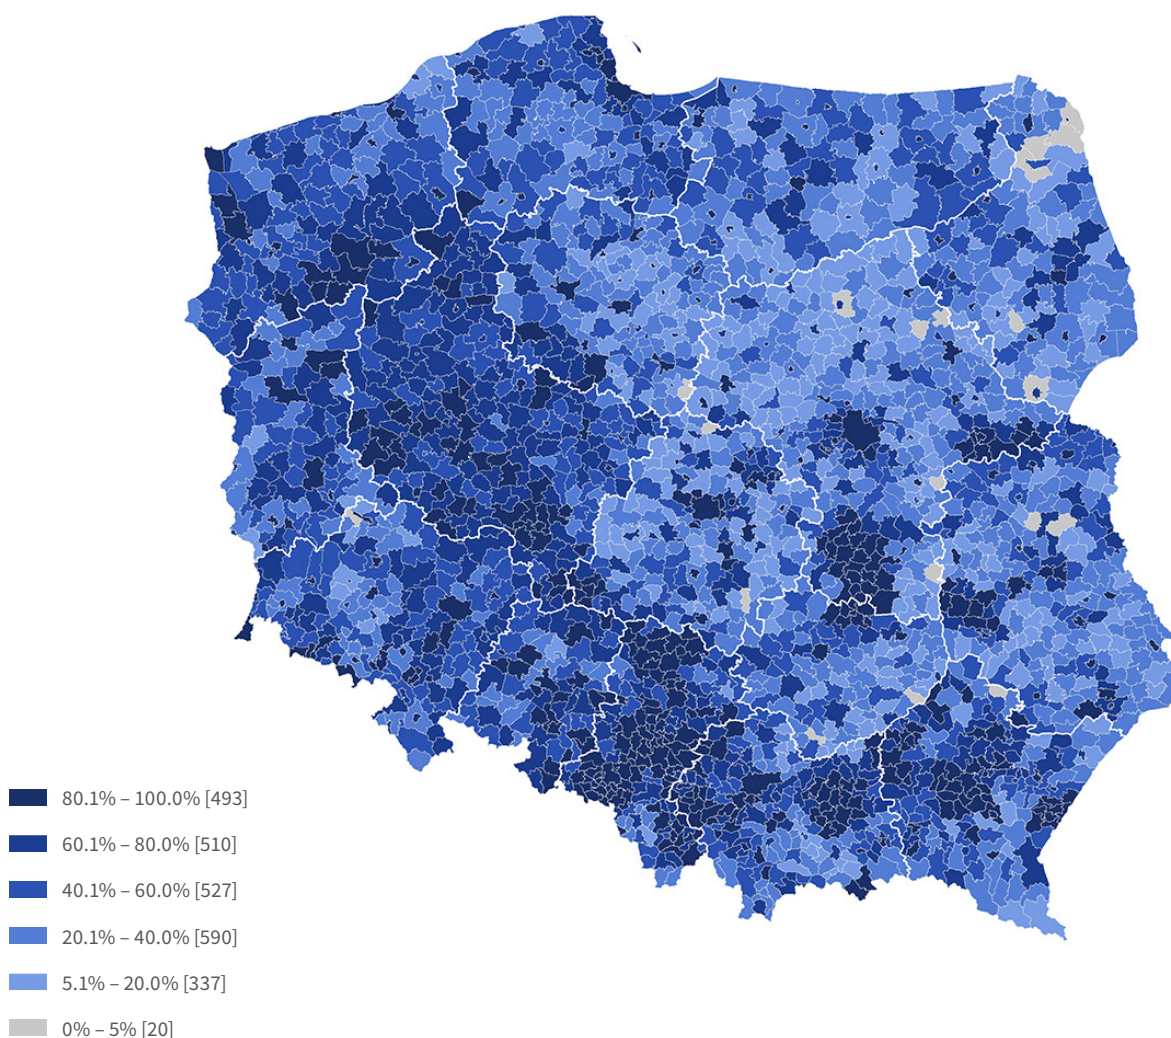 80.1% – 100.0% [493]
60.1% – 80.0% [510]
40.1% – 60.0% [527]
20.1% – 40.0% [590]
5.1% – 20.0% [337]
0% – 5% [20]